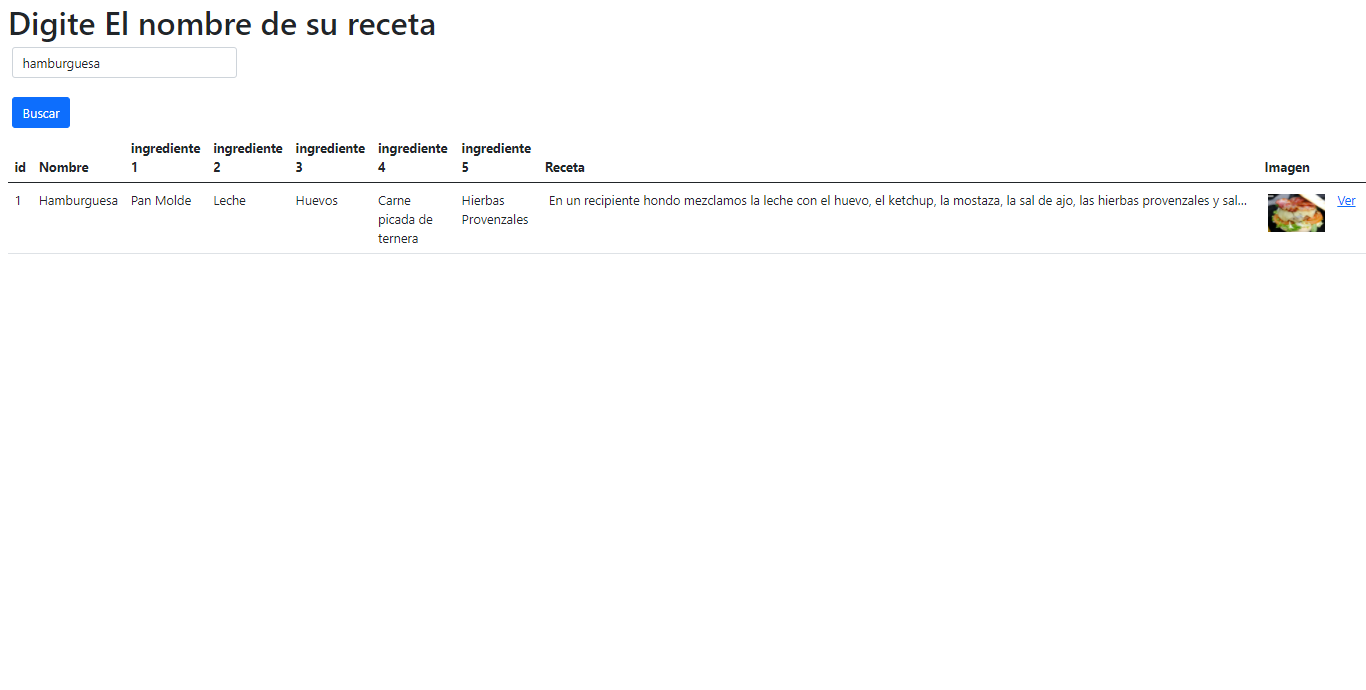 Digite El nombre de su receta
hamburguesa
Buscar
id Nombre ingrediente 1 ingrediente 2 ingrediente 3 ingrediente 4 ingrediente 5 Receta Imagen
1 Hamburguesa Pan Molde Leche Huevos Carne picada de ternera Hierbas Provenzales En un recipiente hondo mezclamos la leche con el huevo, el ketchup, la mostaza, la sal de ajo, las hierbas provenzales y sal... Ver